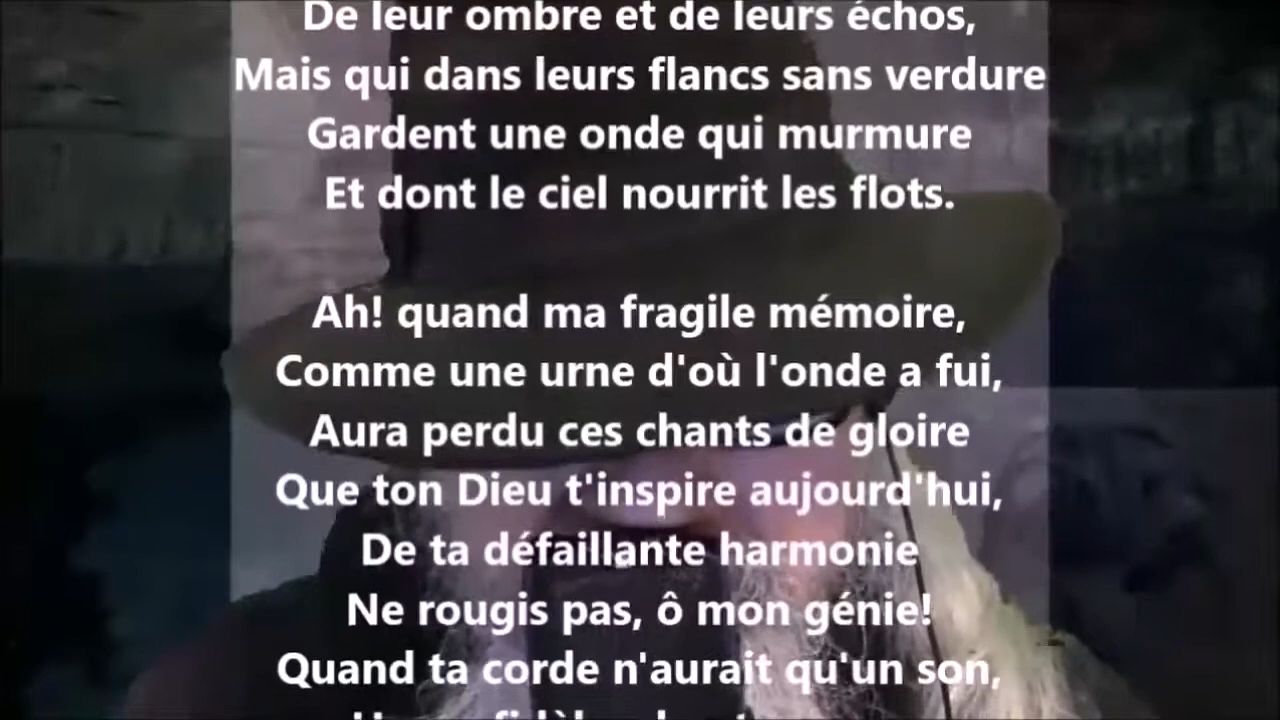 De leur ombre et de leurs échos,
Mais qui dans leurs flancs sans verdure
Gardent une onde qui murmure
Et dont le ciel nourrit les flots.
Ah! quand ma fragile mémoire,
Comme une urne d'où l'onde a fui,
Aura perdu ces chants de gloire
Que ton Dieu t'inspire aujourd'hui,
De ta défaillante harmonie
Ne rougis pas, ô mon génie!
Quand ta corde n'aurait qu'un son,